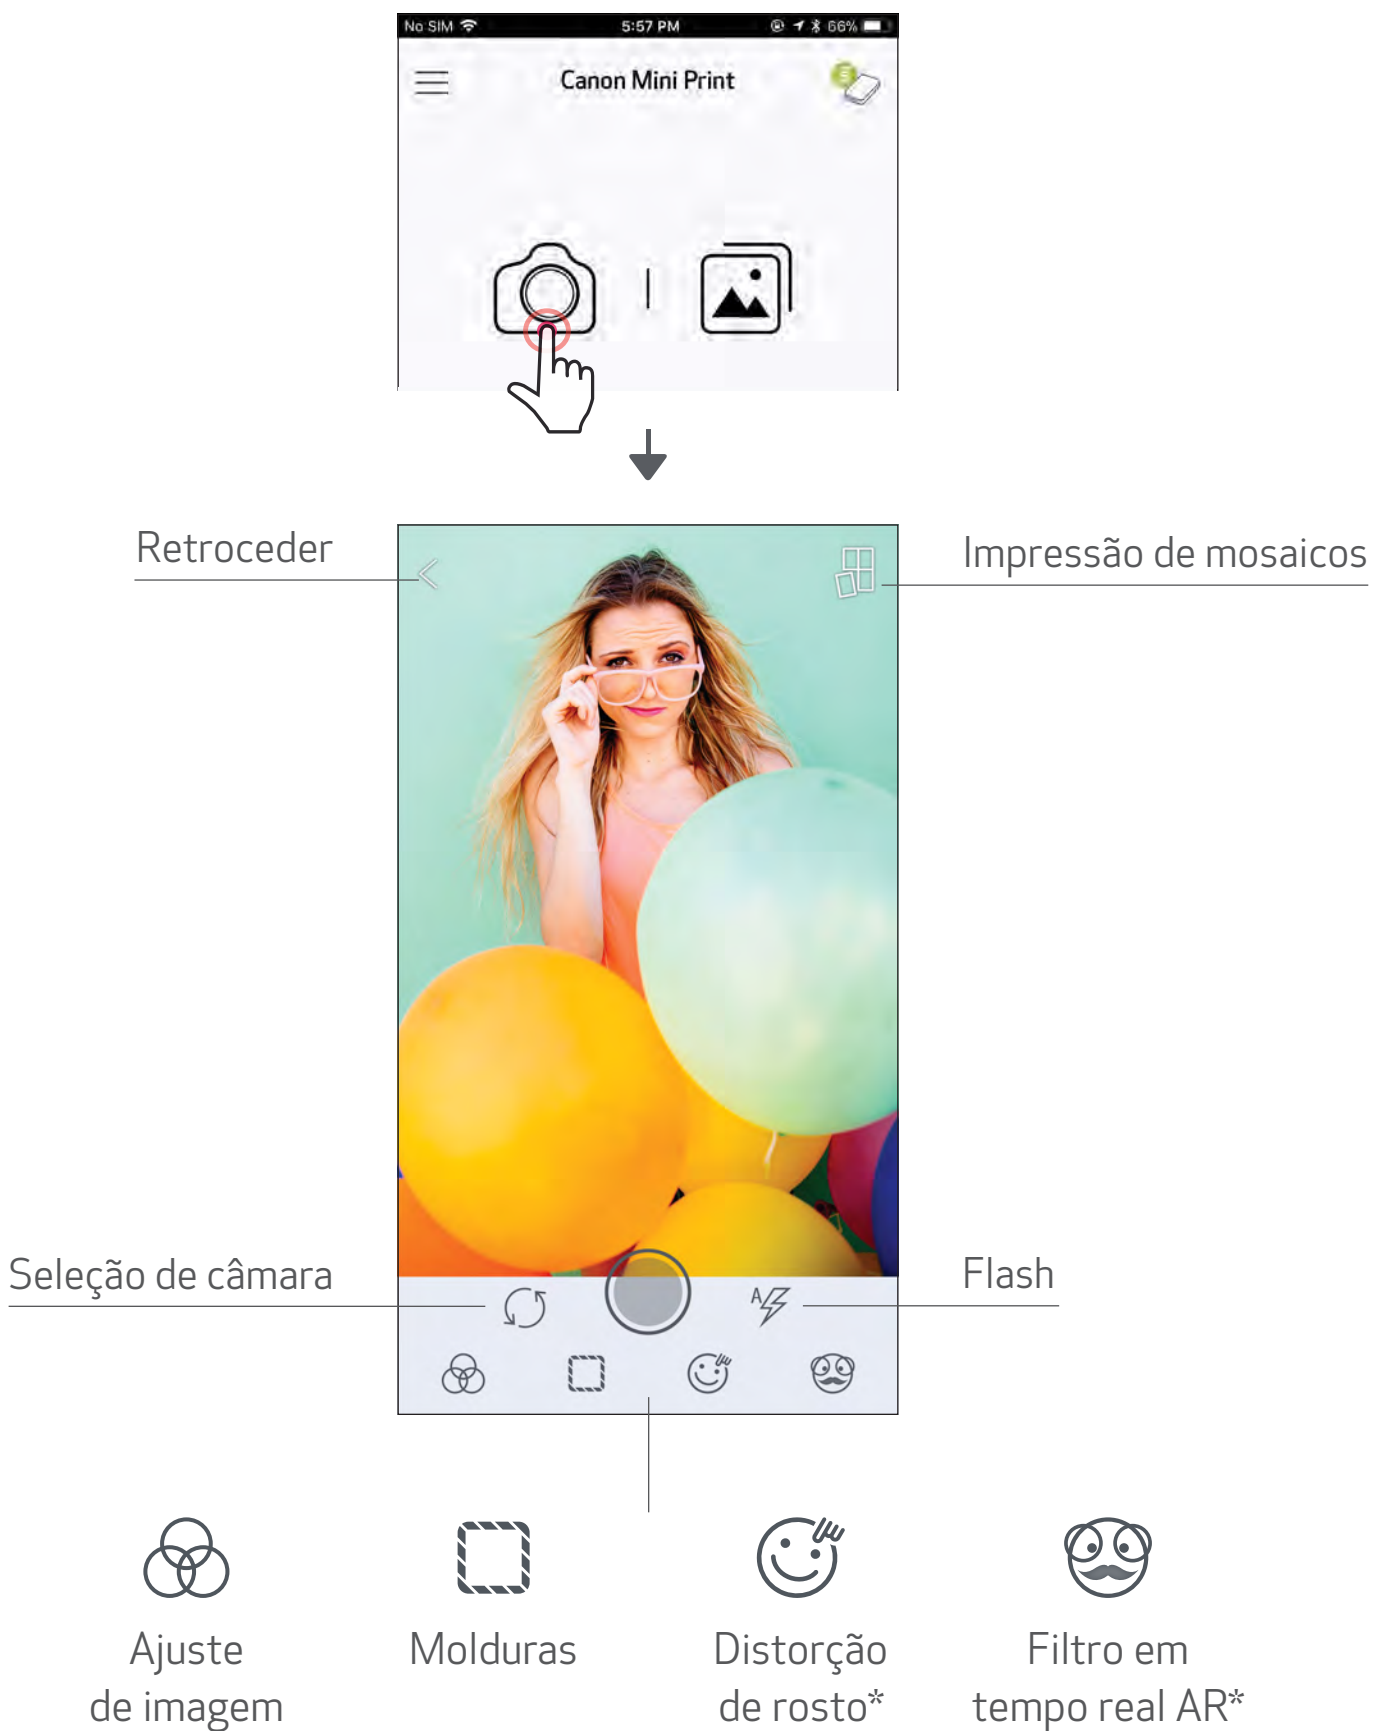 No SIM 5:57 PM 66%
Canon Mini Print
5
Retroceder
Impressão de mosaicos
Seleção de câmara
Flash
A
Ajuste
de imagem
Molduras
Distorção
de rosto*
Filtro em
tempo real AR*